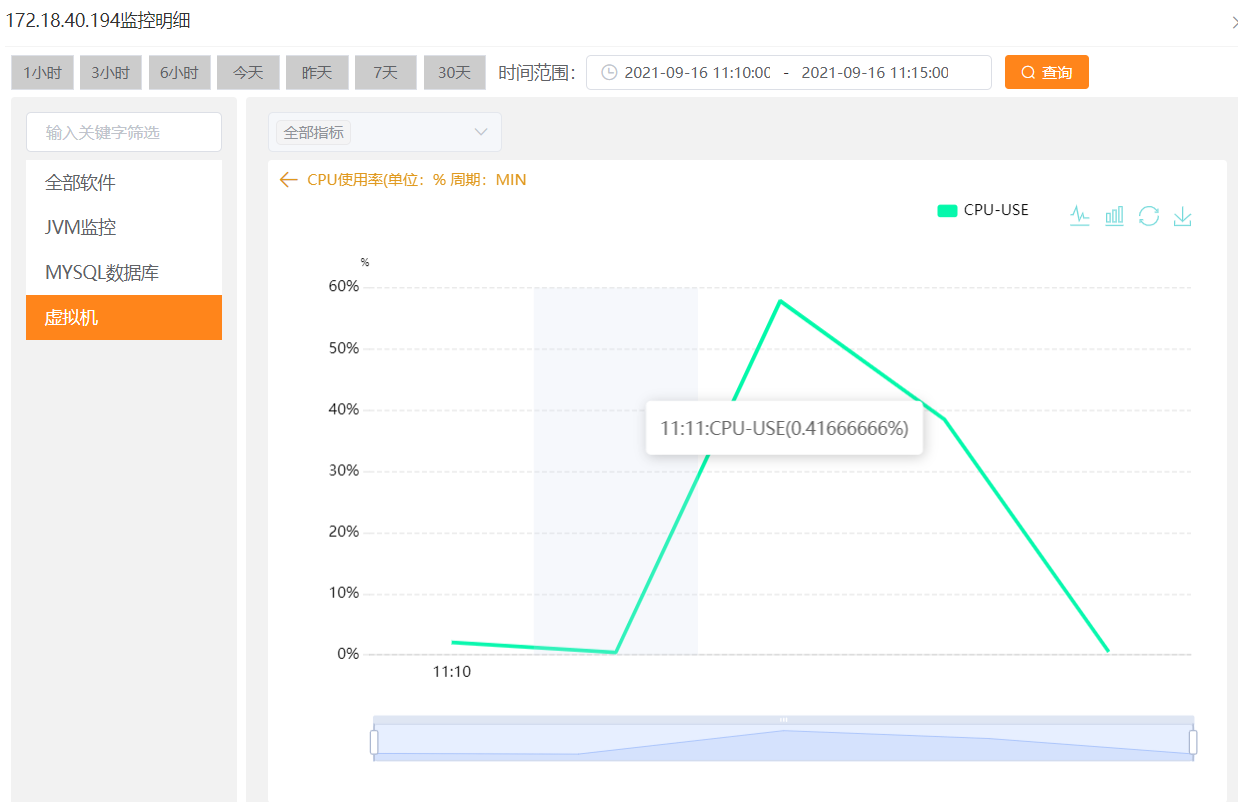 172.18.40.194监控明细
1小时 3小时 6小时 今天 昨天 7天 30天 时间范围: 2021-09-16 11:10:00 - 2021-09-16 11:15:00 查询
输入关键字筛选
全部软件
JVM监控
MYSQL数据库
虚拟机
全部指标
CPU使用率(单位: % 周期: MIN
CPU-USE
%
60%
50%
40%
11:11:CPU-USE(0.41666666%)
30%
20%
10%
0%
11:10